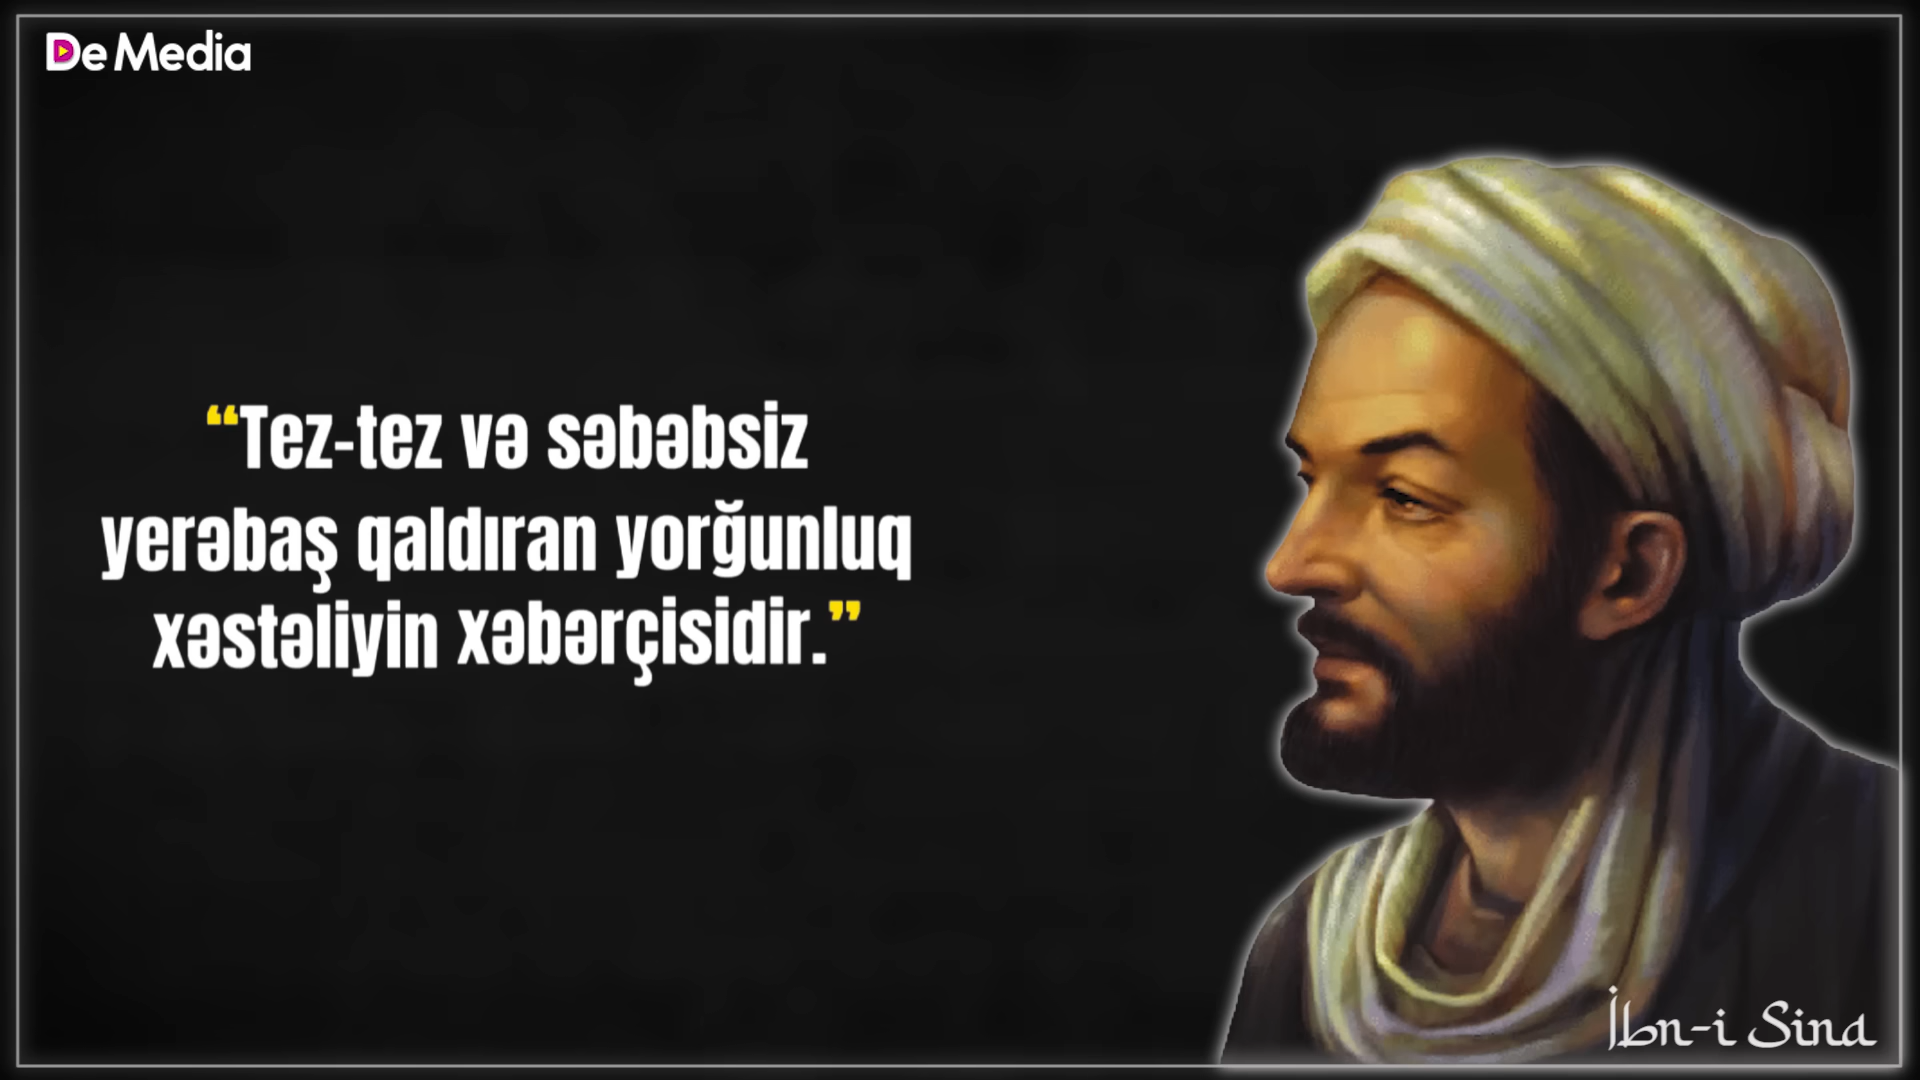 De Media
“Tez-tez və səbəbsiz
yerəbaş qaldıran yorğunluq
xəstəliyin xəbərçisidir.”
İbn-i Sina